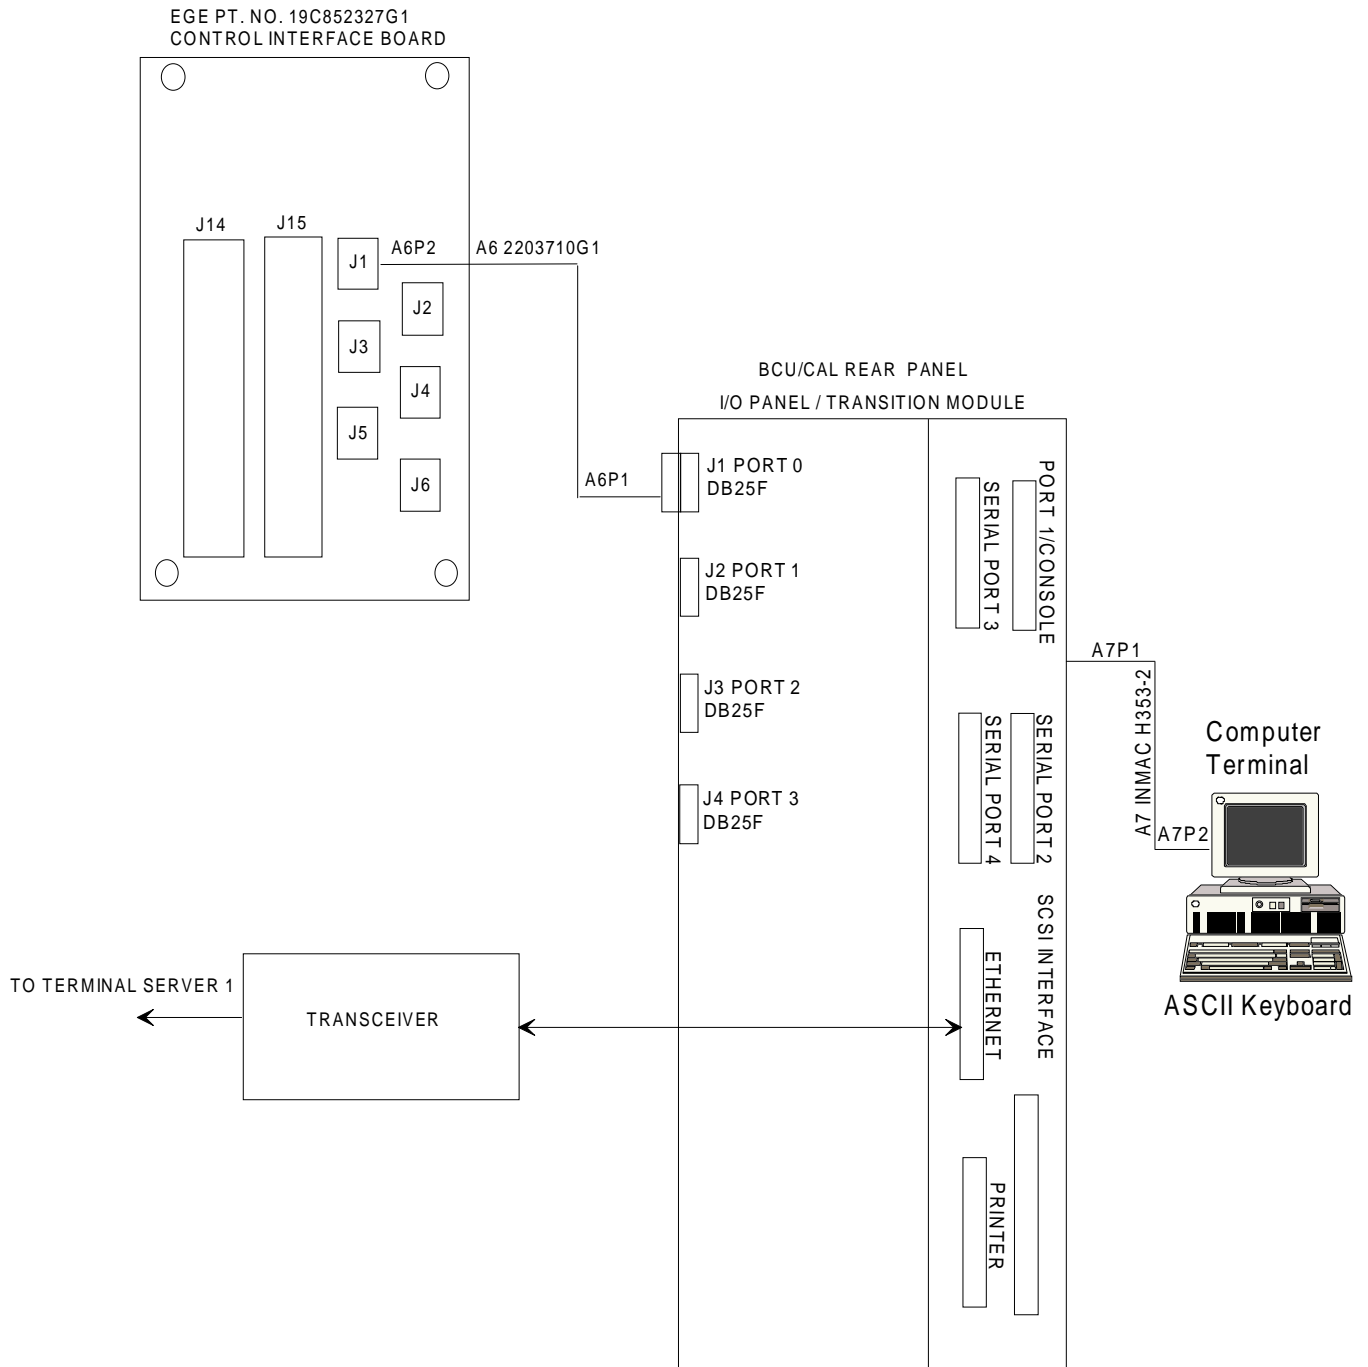 EGE PT. NO. 19C852327G1
CONTROL INTERFACE BOARD
J14
J15
J1
A6P2
A6 2203710G1
J2
J3
J4
J5
J6
BCU/CAL REAR PANEL
I/O PANEL / TRANSITION MODULE
A6P1
J1 PORT 0
DB25F
J2 PORT 1
DB25F
J3 PORT 2
DB25F
J4 PORT 3
DB25F
SERIAL PORT 3
PORT 1/CONSOLE
SERIAL PORT 4
SERIAL PORT 2
A7P1
A7 INMAC H353-2
A7P2
Computer
Terminal
ASCII Keyboard
SCSI INTERFACE
ETHERNET
PRINTER
TO TERMINAL SERVER 1
TRANSCEIVER